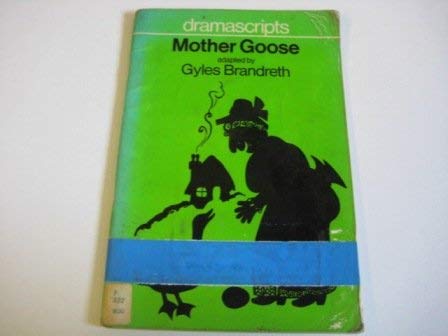 dramascripts
Mother Goose
adapted by
Gyles Brandreth